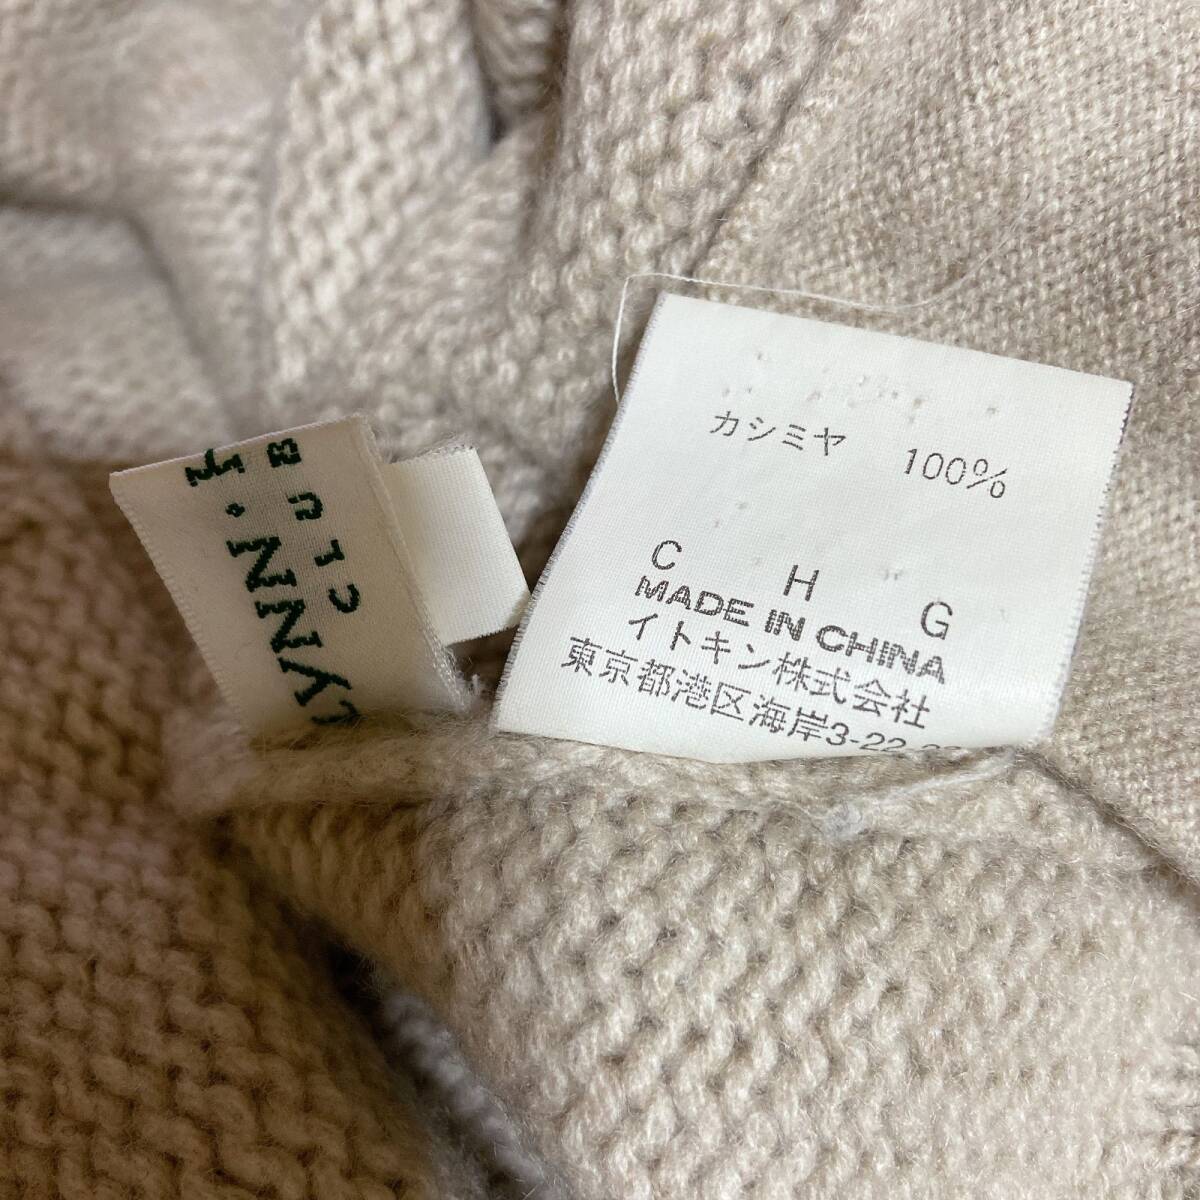 CLUB
カシミヤ 100%
C H G
MADE IN CHINA
イトキン株式会社
東京都港区海岸3-22